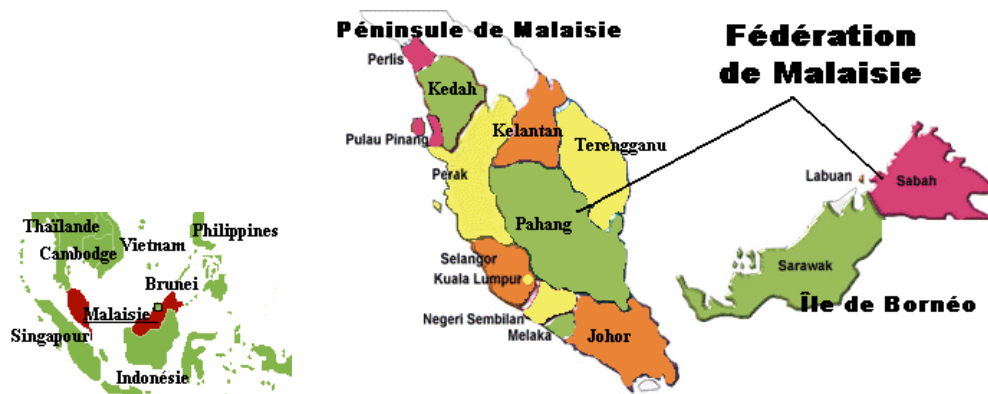 Péninsule de Malaisie
Fédération
de Malaisie
Perlis
Kedah
Pulau Pinang
Kelantan
Terengganu
Perak
Labuan
Sabah
Pahang
Selangor
Kuala Lumpur
Sarawak
Île de Bornéo
Negeri Sembilan
Melaka
Johor
Thaïlande
Cambodge
Vietnam
Philippines
Brunei
Malaisie
Singapour
Indonésie